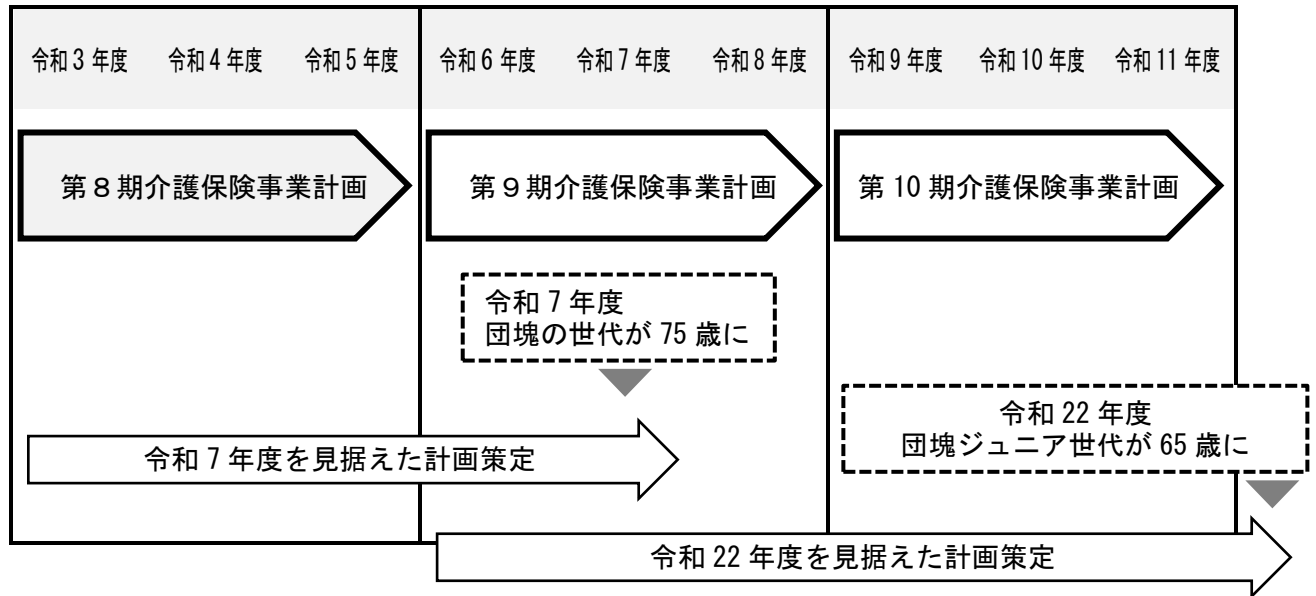 令和3年度 令和4年度 令和5年度 令和6年度 令和7年度 令和8年度 令和9年度 令和10年度 令和11年度
第8期介護保険事業計画 第9期介護保険事業計画 第10期介護保険事業計画
令和7年度
団塊の世代が75歳に
令和22年度
団塊ジュニア世代が65歳に
令和7年度を見据えた計画策定
令和22年度を見据えた計画策定